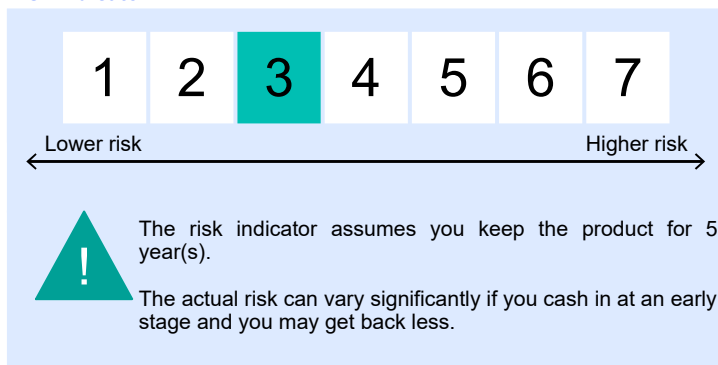 1 2 3 4 5 6 7
Lower risk Higher risk
!
The risk indicator assumes you keep the product for 5
year(s).
The actual risk can vary significantly if you cash in at an early
stage and you may get back less.